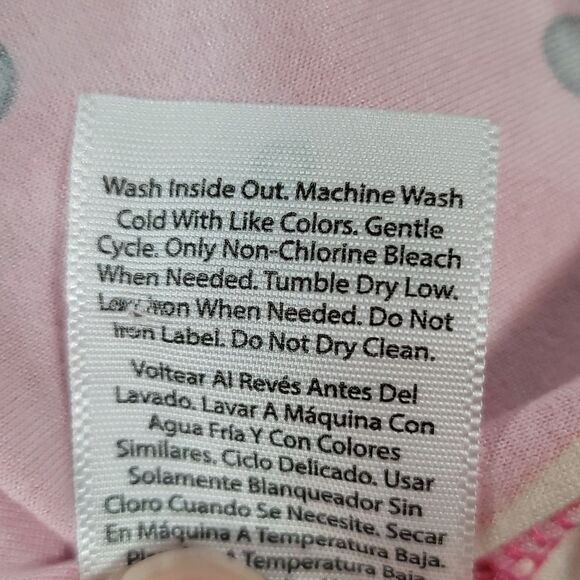 Wash Inside Out. Machine Wash
Cold With Like Colors. Gentle
Cycle. Only Non-Chlorine Bleach
When Needed. Tumble Dry Low.
Low Iron When Needed. Do Not
Iron Label. Do Not Dry Clean.
Voltear Al Revés Antes Del
Lavado. Lavar A Máquina Con
Agua Fría Y Con Colores
Similares. Ciclo Delicado. Usar
Solamente Blanqueador Sin
Cloro Cuando Se Necesite. Secar
En Máquina A Temperatura Baja.
A Temperatura Baja